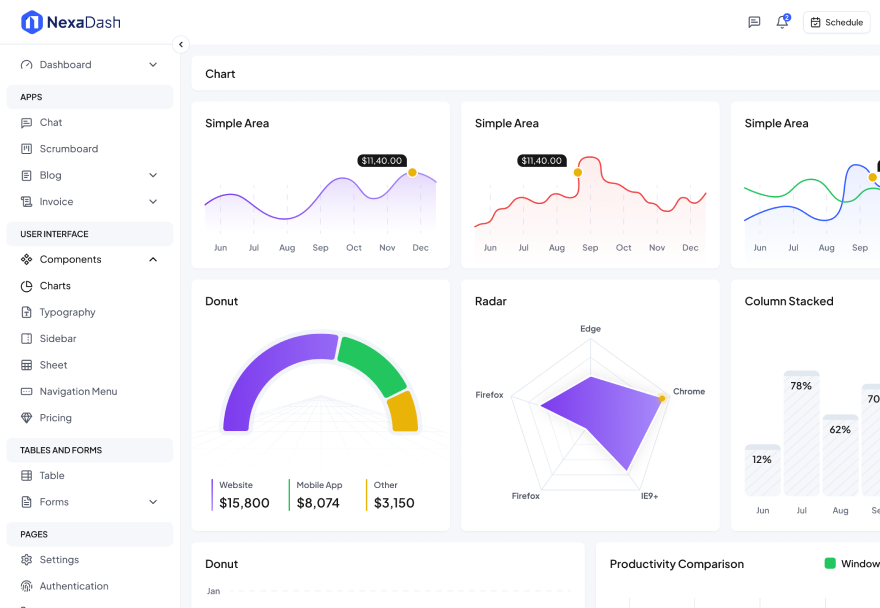 NexaDash
2
Schedule
Dashboard
APPS
Chat
Scrumboard
Blog
Invoice
USER INTERFACE
Components
Charts
Typography
Sidebar
Sheet
Navigation Menu
Pricing
TABLES AND FORMS
Table
Forms
PAGES
Settings
Authentication
Chart
Simple Area
$11,40.00
Jun Jul Aug Sep Oct Nov Dec
Simple Area
$11,40.00
Jun Jul Aug Sep Oct Nov Dec
Simple Area
Jun Jul Aug Sep
Donut
Website Mobile App Other
$15,800 $8,074 $3,150
Radar
Edge
Chrome
Firefox
Firefox
IE9+
Column Stacked
78%
70
62%
12%
Jun Jul Aug Se
Donut
Jan
Productivity Comparison
Window